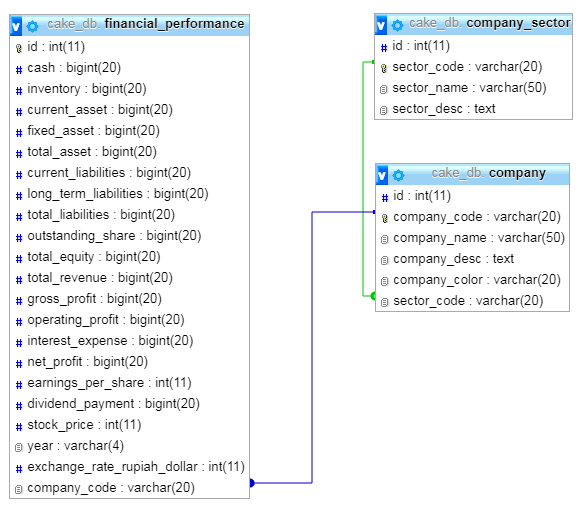 cake_db. financial_performance
id : int(11)
cash : bigint(20)
inventory : bigint(20)
current_asset : bigint(20)
fixed_asset : bigint(20)
total_asset : bigint(20)
current_liabilities : bigint(20)
long_term_liabilities : bigint(20)
total_liabilities : bigint(20)
outstanding_share : bigint(20)
total_equity : bigint(20)
total_revenue : bigint(20)
gross_profit : bigint(20)
operating_profit : bigint(20)
interest_expense : bigint(20)
net_profit : bigint(20)
earnings_per_share : int(11)
dividend_payment : bigint(20)
stock_price : int(11)
year : varchar(4)
exchange_rate_rupiah_dollar : int(11)
company_code : varchar(20)
cake_db. company_sector
id : int(11)
sector_code : varchar(20)
sector_name : varchar(50)
sector_desc : text
cake_db. company
id : int(11)
company_code : varchar(20)
company_name : varchar(50)
company_desc : text
company_color : varchar(20)
sector_code : varchar(20)